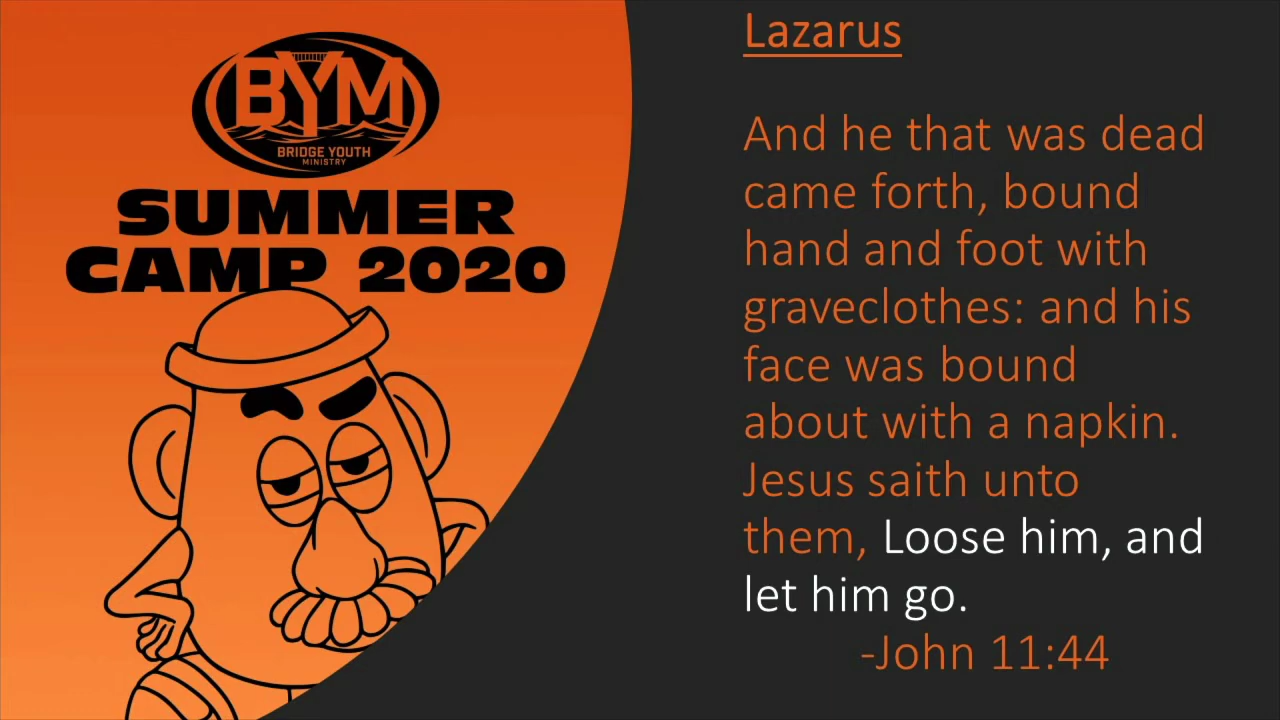 BYM
BRIDGE YOUTH
MINISTRY
SUMMER
CAMP 2020
Lazarus
And he that was dead
came forth, bound
hand and foot with
graveclothes: and his
face was bound
about with a napkin.
Jesus saith unto
them, Loose him, and
let him go.
-John 11:44